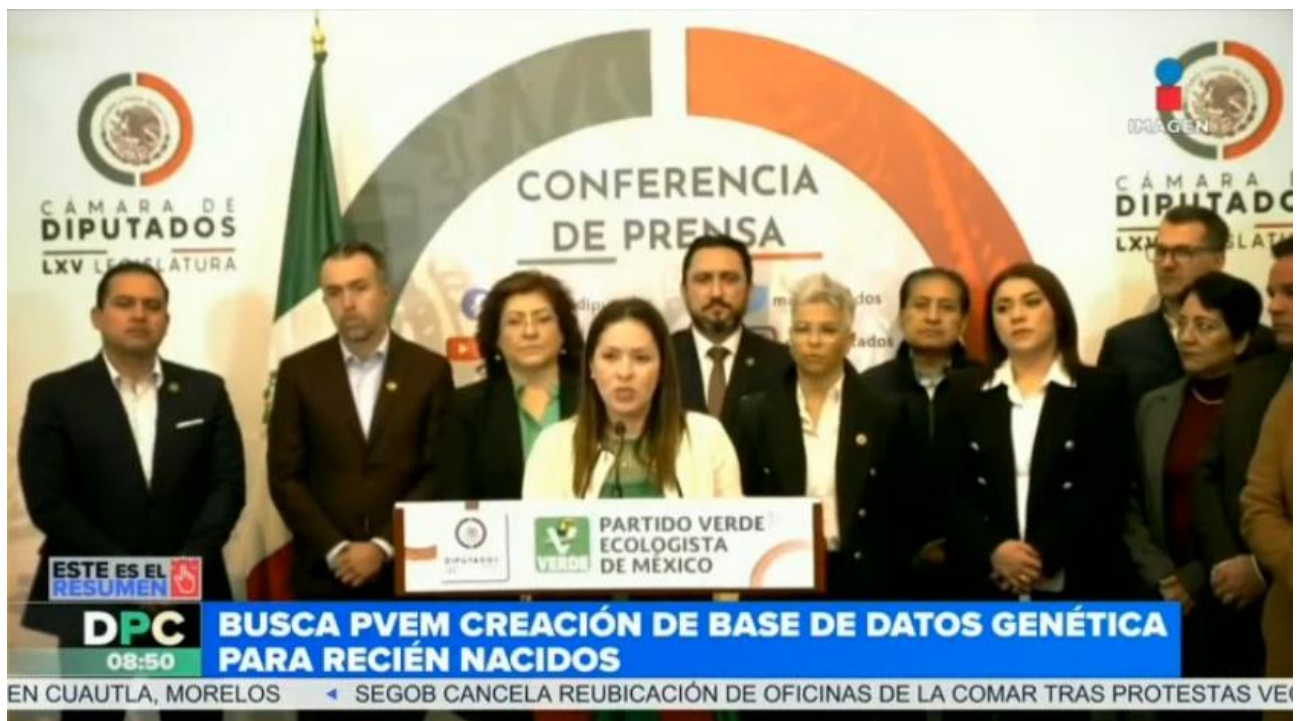 CÁMARA DE
DIPUTADOS
LXV LEGISLATURA
CONFERENCIA
DE PRENSA
IMAGEN
CÁMARA
DIPUTADO
LXV
VERDE
PARTIDO VERDE
ECOLOGISTA
DE MÉXICO
DIPUTADOS
ESTE ES EL
RESUMEN
DPC
08:50
BUSCA PVEM CREACIÓN DE BASE DE DATOS GENÉTICA
PARA RECIÉN NACIDOS
EN CUAUTLA, MORELOS
SEGOB CANCELA REUBICACIÓN DE OFICINAS DE LA COMAR TRAS PROTESTAS